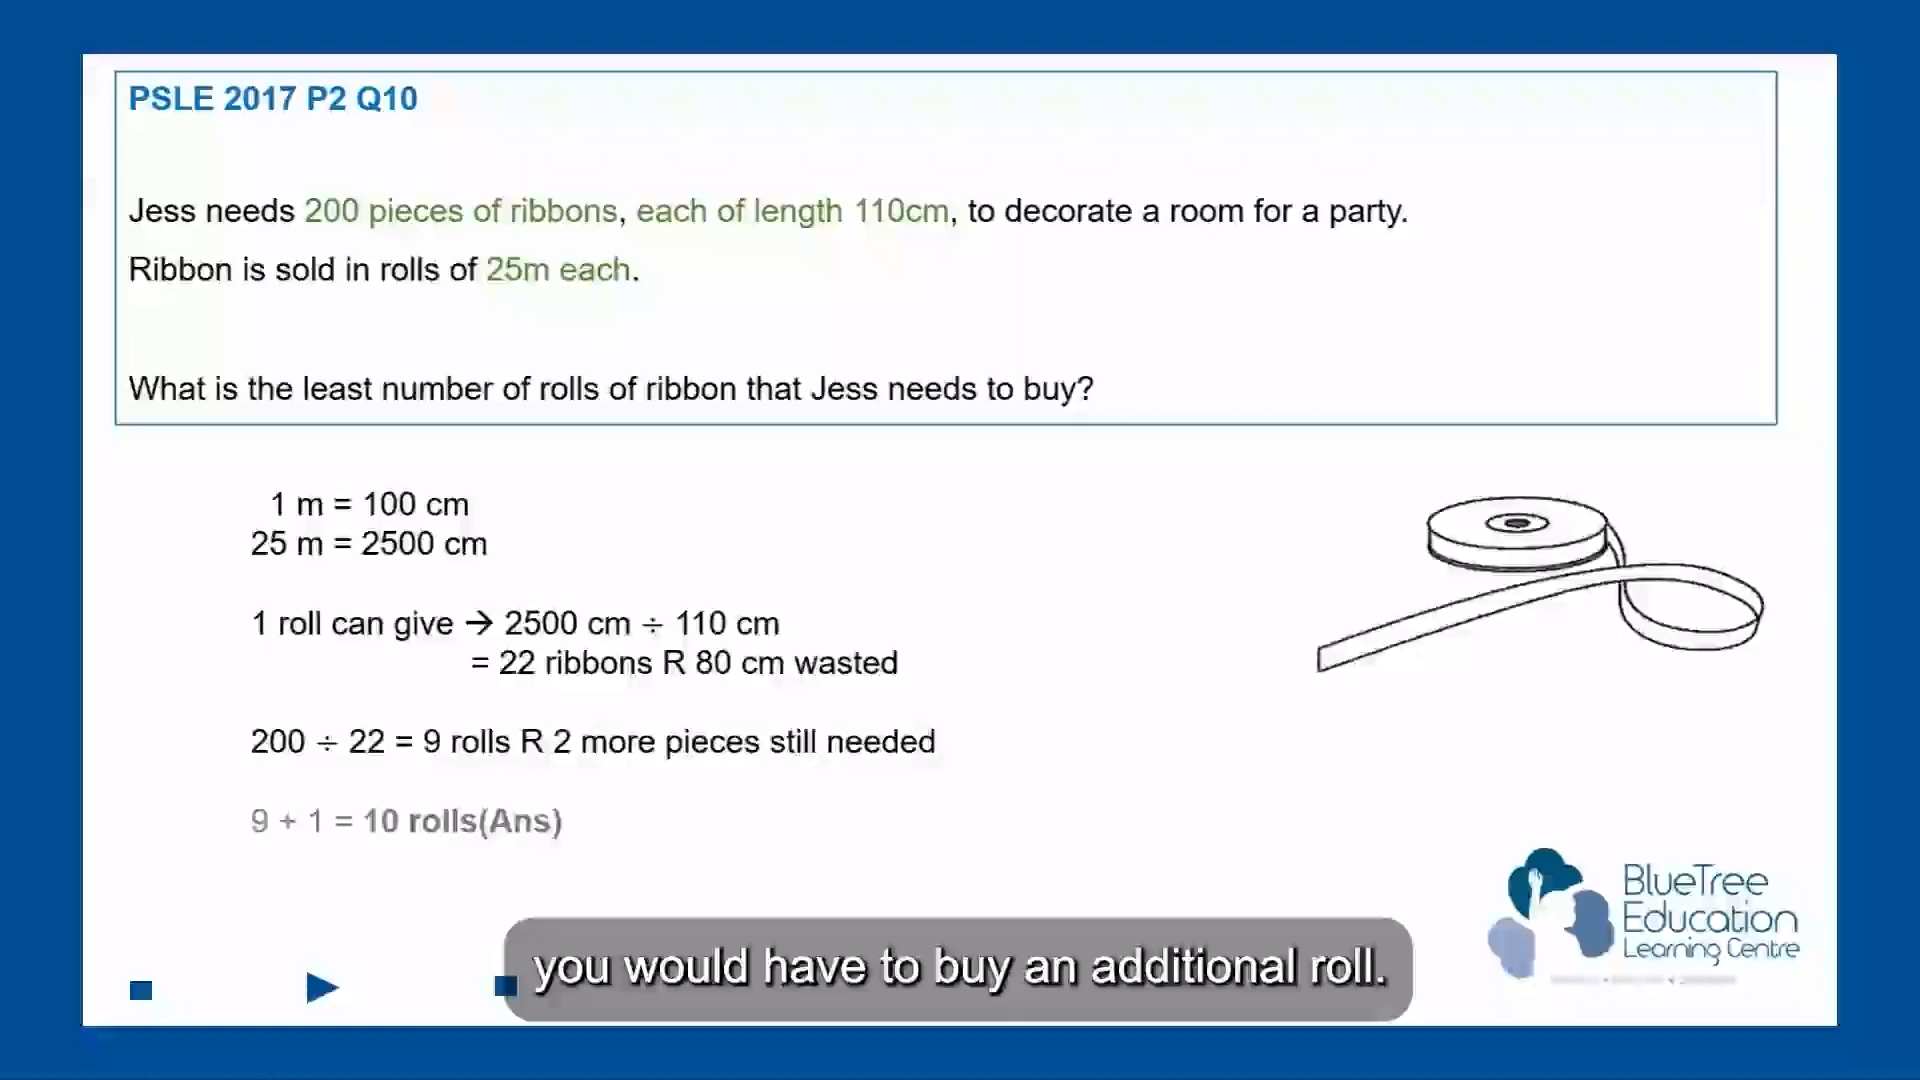 PSLE 2017 P2 Q10
Jess needs 200 pieces of ribbons, each of length 110cm, to decorate a room for a party.
Ribbon is sold in rolls of 25m each.
What is the least number of rolls of ribbon that Jess needs to buy?
1 m = 100 cm
25 m = 2500 cm
1 roll can give → 2500 cm ÷ 110 cm
= 22 ribbons R 80 cm wasted
200 ÷ 22 = 9 rolls R 2 more pieces still needed
9 + 1 = 10 rolls(Ans)
BlueTree
Education
Learning Centre
you would have to buy an additional roll.